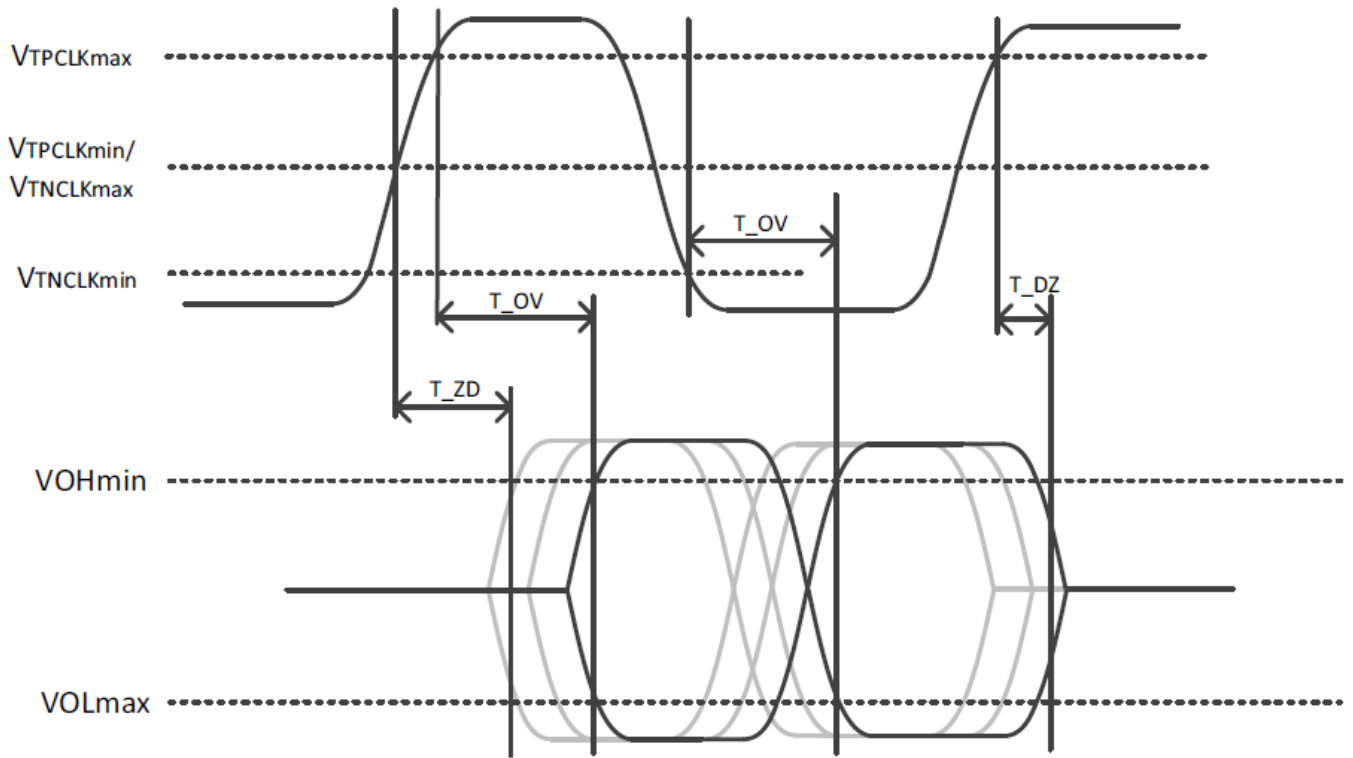 VTPCLKmax
VTPCLKmin/
VTNCLKmax
T_OV
VTNCLKmin
T_DZ
T_OV
T_ZD
VOHmin
VOLmax